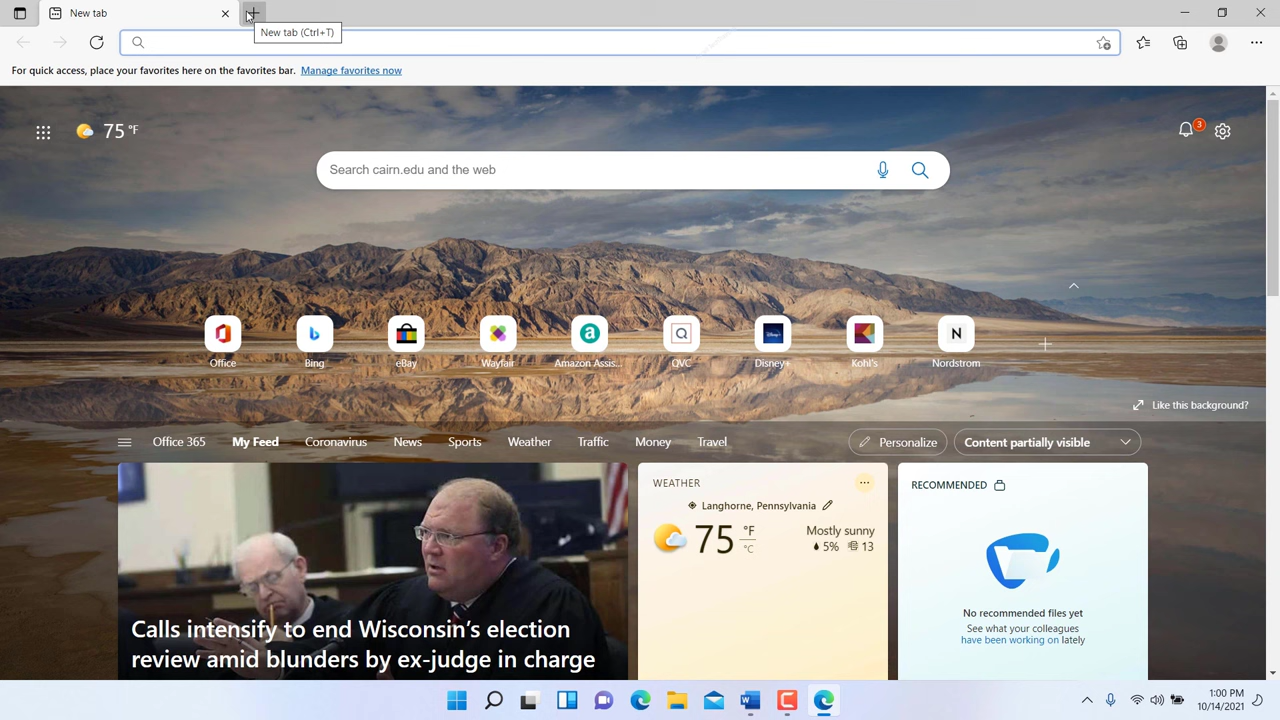 New tab
New tab (Ctrl+T)
For quick access, place your favorites here on the favorites bar. Manage favorites now
75 °F
3
Search cairn.edu and the web
Office
Bing
eBay
Wayfair
Amazon Assis...
QVC
Disney+
Kohl's
Nordstrom
Like this background?
Office 365
My Feed
Coronavirus
News
Sports
Weather
Traffic
Money
Travel
Personalize
Content partially visible
Calls intensify to end Wisconsin's election
review amid blunders by ex-judge in charge
WEATHER
Langhorne, Pennsylvania
75 °F
°C
Mostly sunny
5% 13
RECOMMENDED
No recommended files yet
See what your colleagues
have been working on lately
1:00 PM
10/14/2021